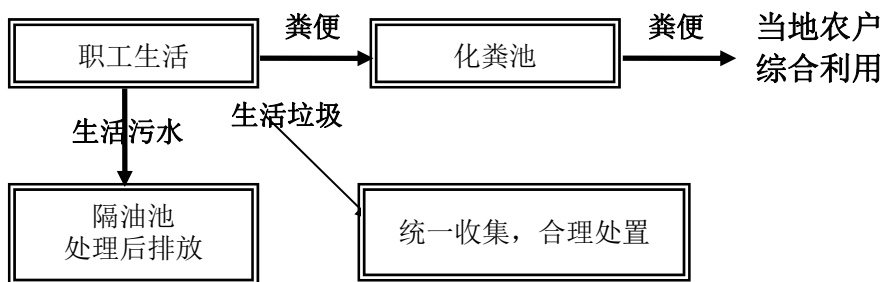 粪便
粪便
当地农户
综合利用
职工生活
化粪池
生活垃圾
生活污水
隔油池
处理后排放
统一收集，合理处置